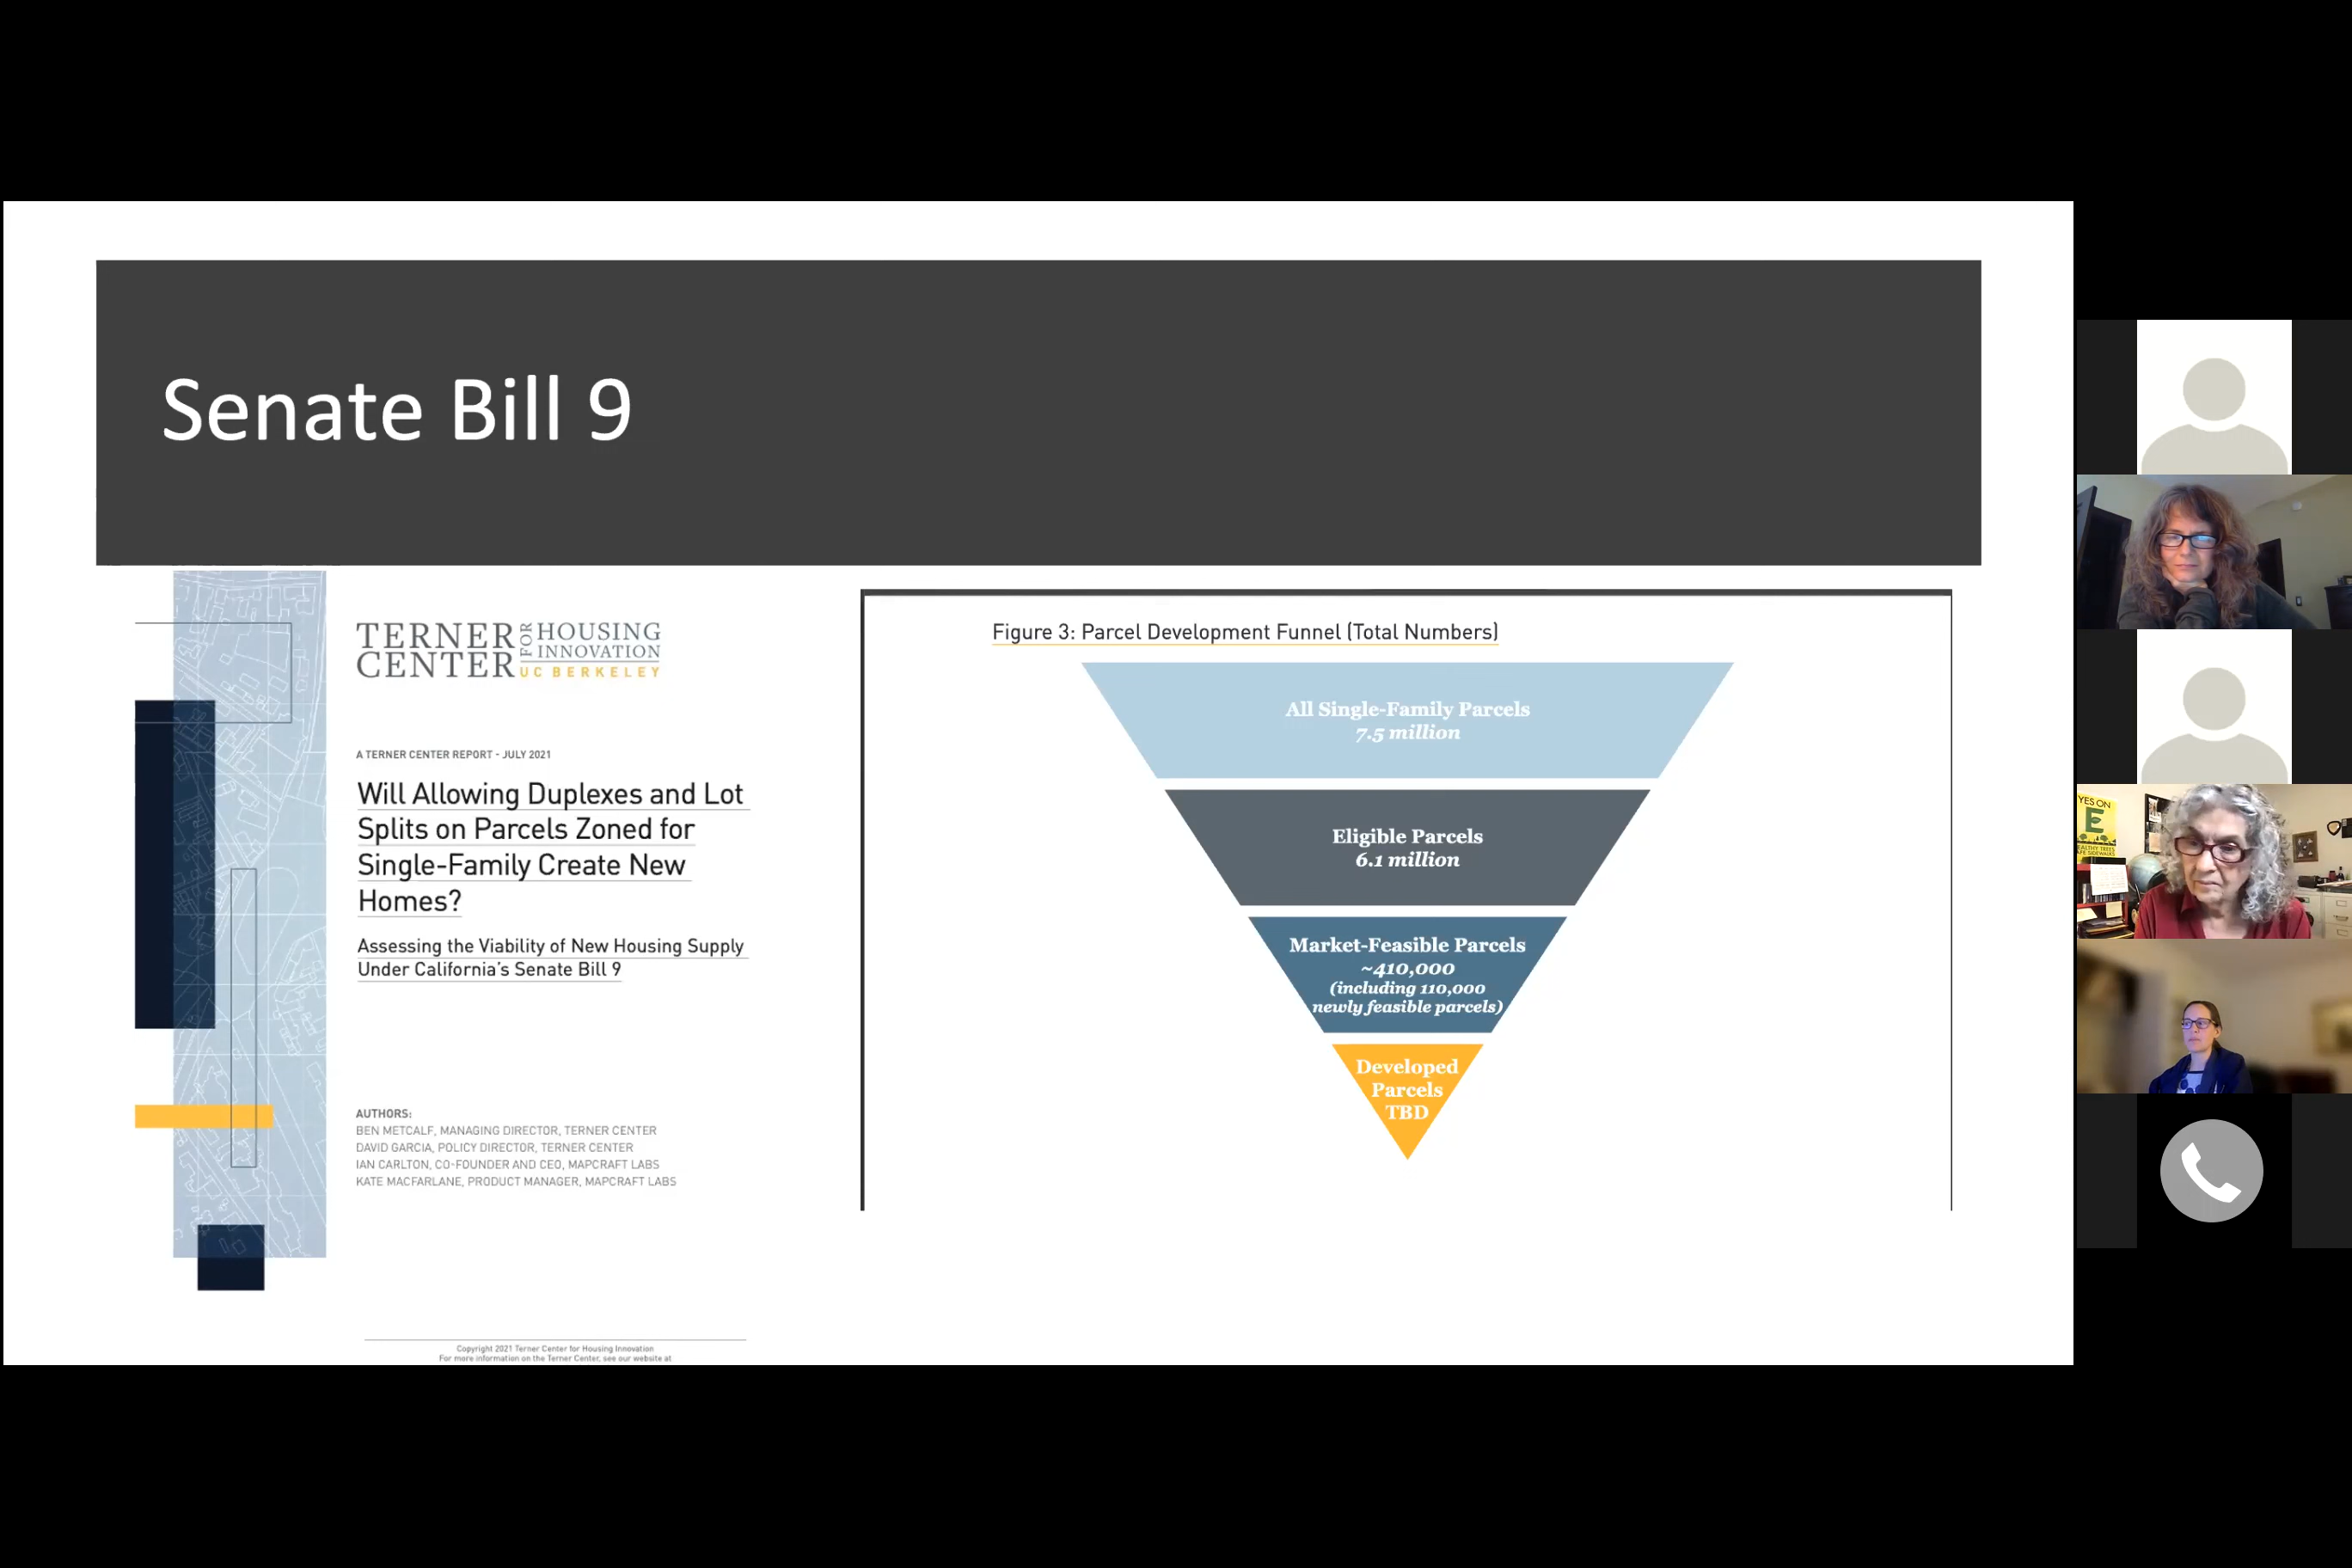 Senate Bill 9
TERNER
CENTER
FOR
HOUSING
INNOVATION
UC BERKELEY
A TERNER CENTER REPORT - JULY 2021
Will Allowing Duplexes and Lot
Splits on Parcels Zoned for
Single-Family Create New
Homes?
Assessing the Viability of New Housing Supply
Under California's Senate Bill 9
AUTHORS:
BEN METCALF, MANAGING DIRECTOR, TERNER CENTER
DAVID GARCIA, POLICY DIRECTOR, TERNER CENTER
IAN CARLTON, CO-FOUNDER AND CEO, MAPCRAFT LABS
KATE MACFARLANE, PRODUCT MANAGER, MAPCRAFT LABS
Copyright 2021 Terner Center for Housing Innovation
For more information on the Terner Center, see our website at
Figure 3: Parcel Development Funnel (Total Numbers)
All Single-Family Parcels
7.5 million
Eligible Parcels
6.1 million
Market-Feasible Parcels
~410,000
(including 110,000
newly feasible parcels)
Developed
Parcels
TBD
YES ON
E